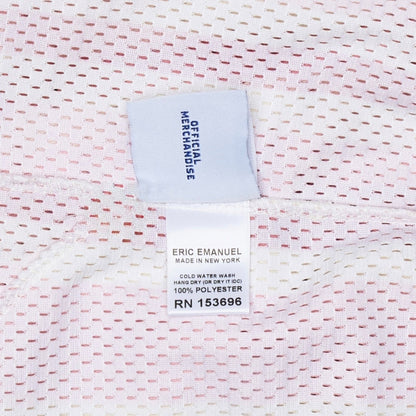 OFFICIAL
MERCHANDISE
ERIC EMANUEL
MADE IN NEW YORK
COLD WATER WASH
HANG DRY (OR DRY IT IDC)
100% POLYESTER
RN 153696